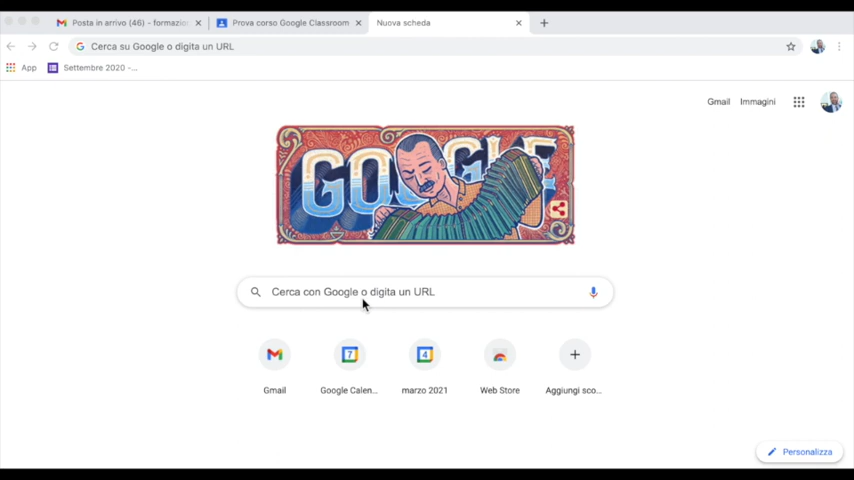 Posta in arrivo (46) - formazion
Prova corso Google Classroom
Nuova scheda
Cerca su Google o digita un URL
App
Settembre 2020 -...
Gmail
Immagini
GOOGLE
Cerca con Google o digita un URL
7
4
Gmail
Google Calen...
marzo 2021
Web Store
Aggiungi sco...
Personalizza